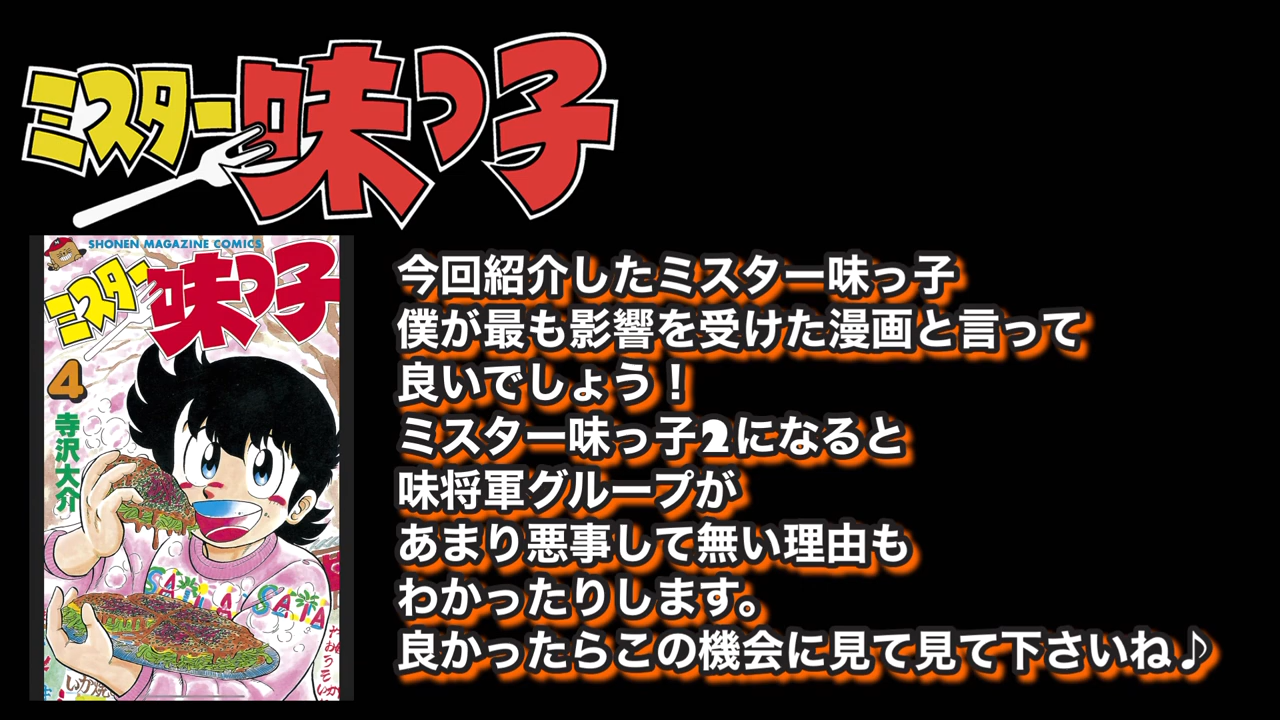 ミスター味っ子
SHONEN MAGAZINE COMICS
ミスター味っ子
4
寺沢大介
今回紹介したミスター味っ子
僕が最も影響を受けた漫画と言って
良いでしょう！
ミスター味っ子2になると
味将軍グループが
あまり悪事して無い理由も
わかったりします。
良かったらこの機会に見て見て下さいね♪